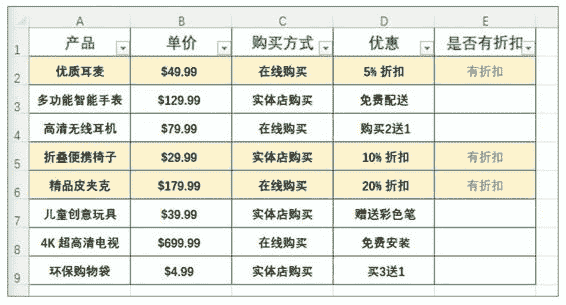 A B C D E
1 产品 单价 购买方式 优惠 是否有折扣
2 优质耳麦 $49.99 在线购买 5% 折扣 有折扣
3 多功能智能手表 $129.99 实体店购买 免费配送
4 高清无线耳机 $79.99 在线购买 购买2送1
5 折叠便携椅子 $29.99 实体店购买 10% 折扣 有折扣
6 精品皮夹克 $179.99 在线购买 20% 折扣 有折扣
7 儿童创意玩具 $39.99 实体店购买 赠送彩色笔
8 4K 超高清电视 $699.99 在线购买 免费安装
9 环保购物袋 $4.99 实体店购买 买3送1